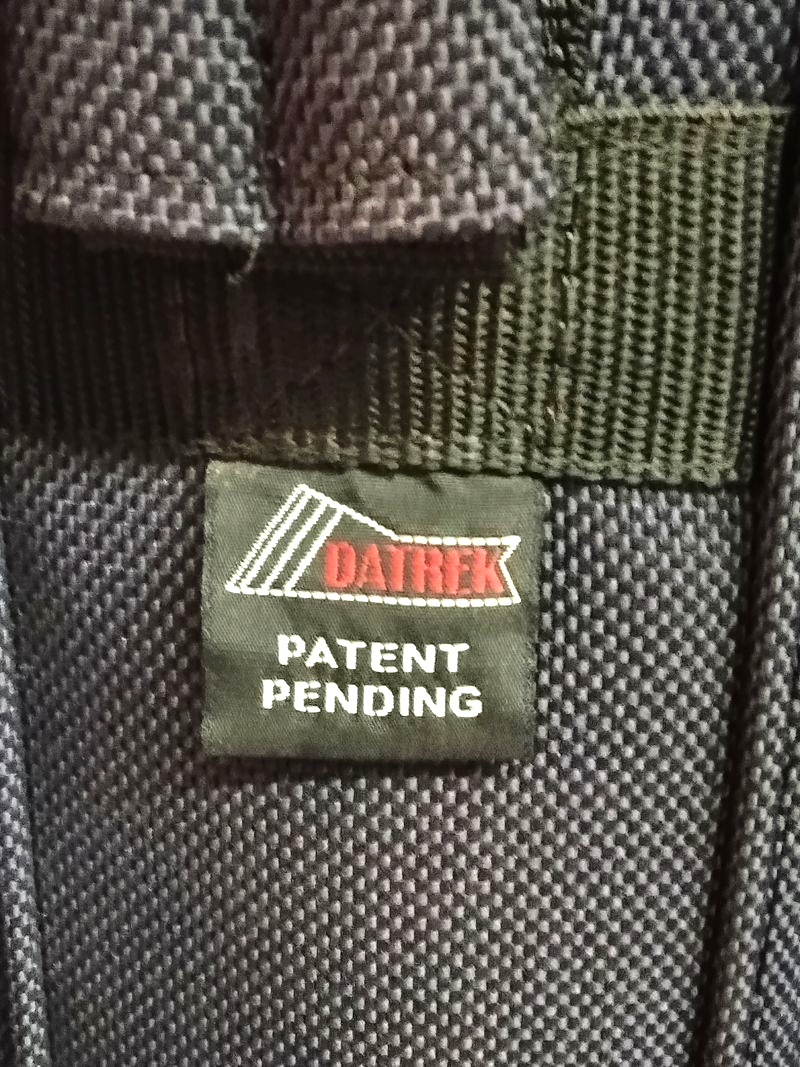 DATREK
PATENT
PENDING